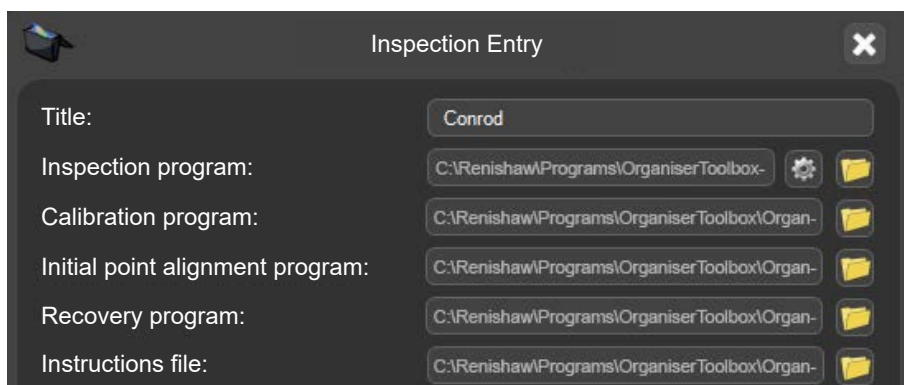 Inspection Entry
Title: Conrod
Inspection program: C:\Renishaw\Programs\OrganiserToolbox-
Calibration program: C:\Renishaw\Programs\OrganiserToolbox\Organ-
Initial point alignment program: C:\Renishaw\Programs\OrganiserToolbox\Organ-
Recovery program: C:\Renishaw\Programs\OrganiserToolbox\Organ-
Instructions file: C:\Renishaw\Programs\OrganiserToolbox\Organ-